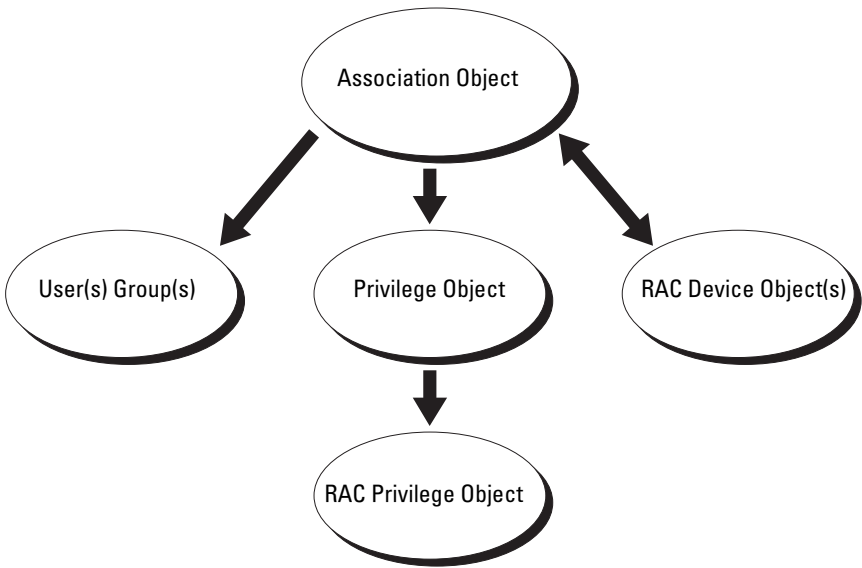 Association Object
User(s) Group(s)
Privilege Object
RAC Device Object(s)
RAC Privilege Object